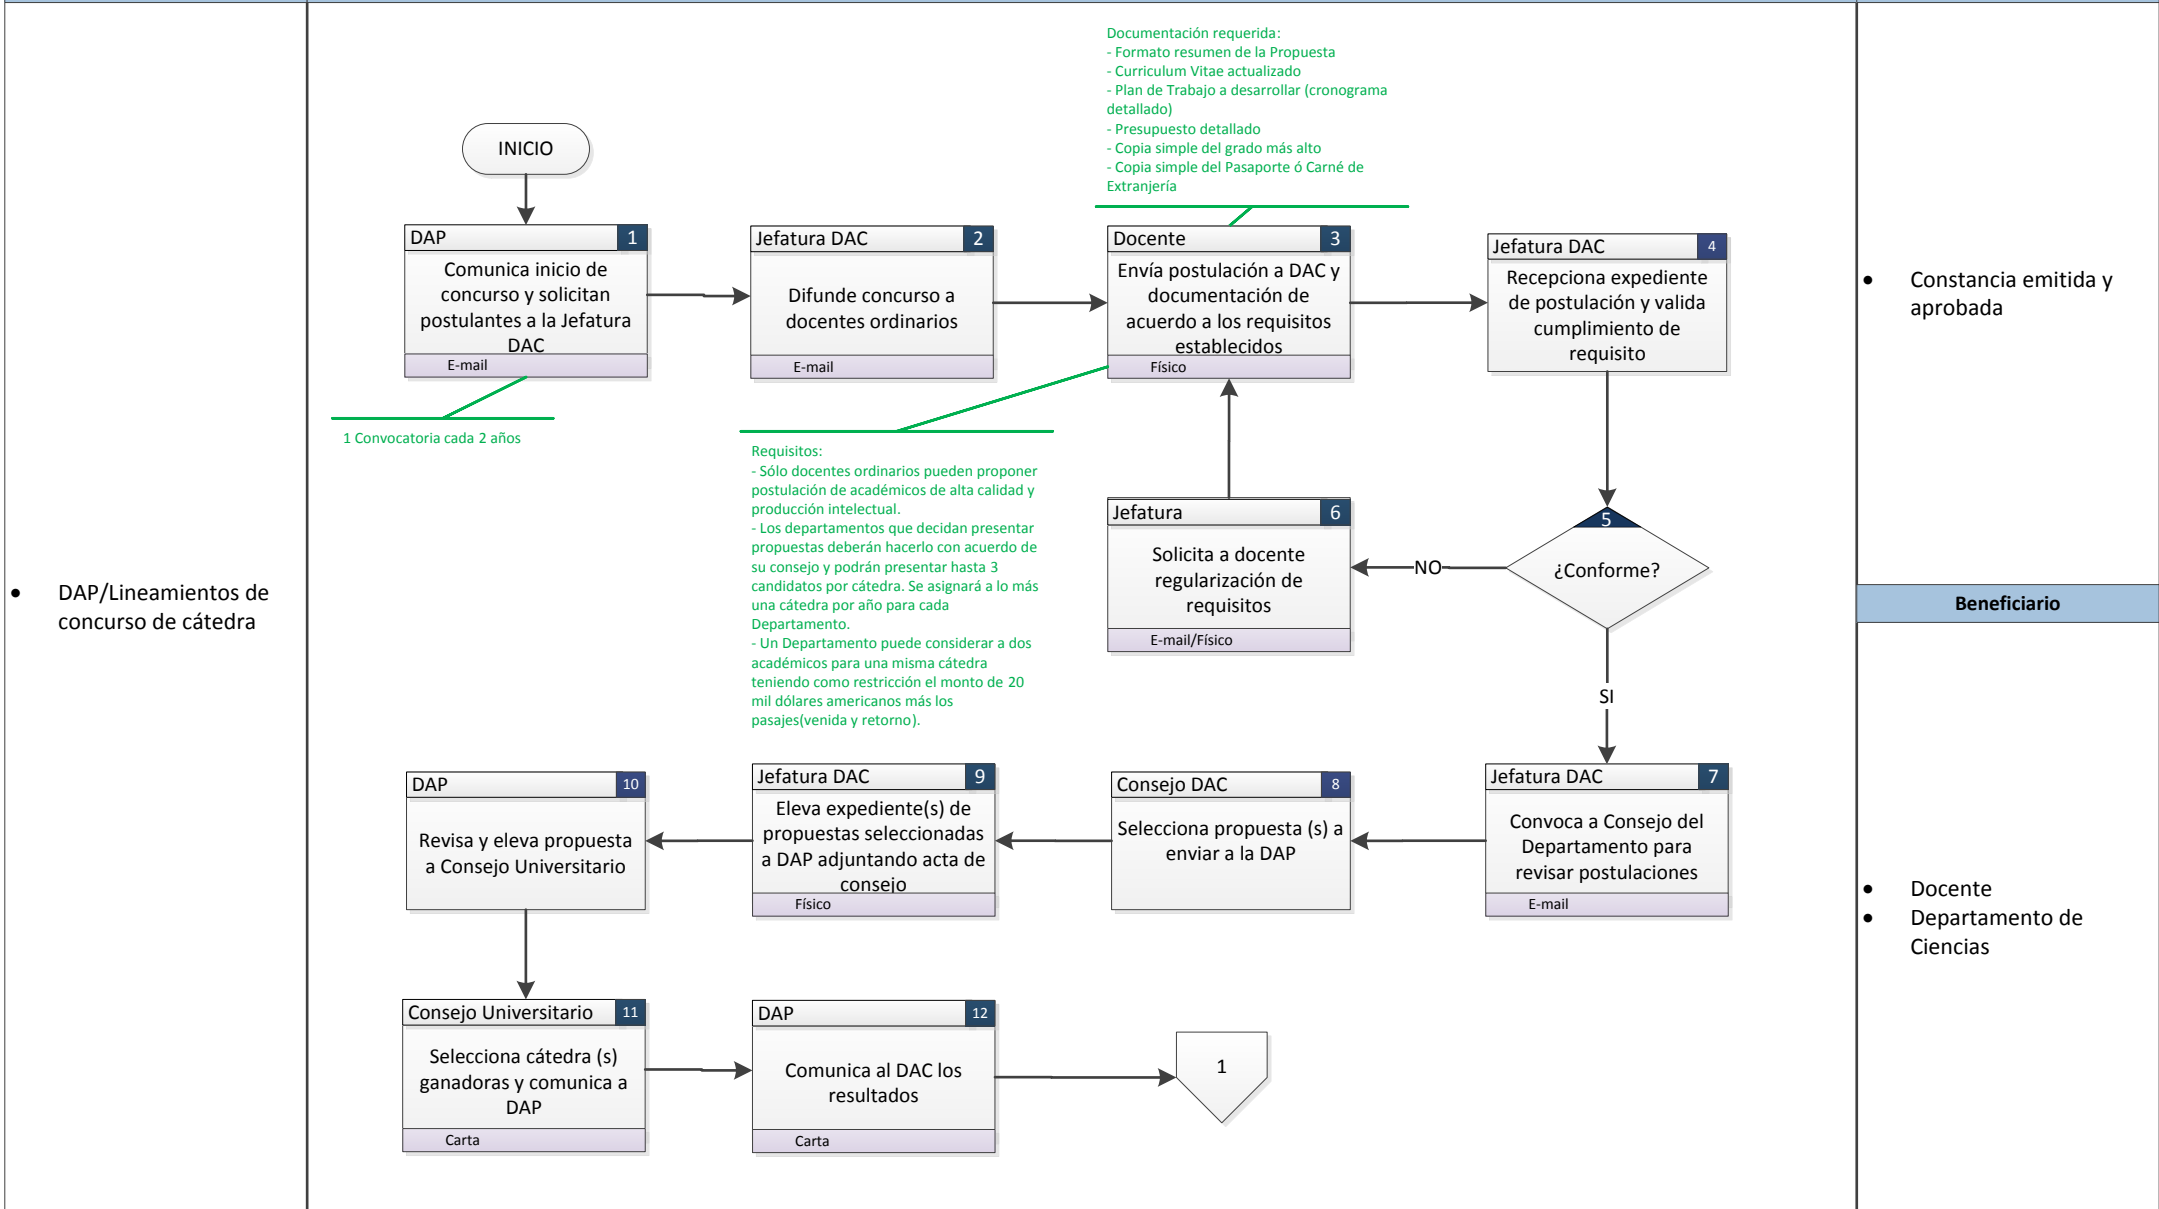 Documentación requerida:
- Formato resumen de la Propuesta
- Curriculum Vitae actualizado
- Plan de Trabajo a desarrollar (cronograma
detallado)
- Presupuesto detallado
- Copia simple del grado más alto
- Copia simple del Pasaporte ó Carné de
Extranjería
INICIO
DAP
1
Comunica inicio de
concurso y solicitan
postulantes a la Jefatura
DAC
E-mail
1 Convocatoria cada 2 años
Jefatura DAC
2
Difunde concurso a
docentes ordinarios
E-mail
Docente
3
Envía postulación a DAC y
documentación de
acuerdo a los requisitos
establecidos
Físico
Requisitos:
- Sólo docentes ordinarios pueden proponer
postulación de académicos de alta calidad y
producción intelectual.
- Los departamentos que decidan presentar
propuestas deberán hacerlo con acuerdo de
su consejo y podrán presentar hasta 3
candidatos por cátedra. Se asignará a lo más
una cátedra por año para cada
Departamento.
- Un Departamento puede considerar a dos
académicos para una misma cátedra
teniendo como restricción el monto de 20
mil dólares americanos más los
pasajes(venida y retorno).
Jefatura DAC
4
Recepciona expediente
de postulación y valida
cumplimiento de
requisito
5
¿Conforme?
NO
SI
Jefatura
6
Solicita a docente
regularización de
requisitos
E-mail/Físico
Jefatura DAC
7
Convoca a Consejo del
Departamento para
revisar postulaciones
E-mail
Consejo DAC
8
Selecciona propuesta (s) a
enviar a la DAP
Jefatura DAC
9
Eleva expediente(s) de
propuestas seleccionadas
a DAP adjuntando acta de
consejo
Físico
DAP
10
Revisa y eleva propuesta
a Consejo Universitario
Consejo Universitario
11
Selecciona cátedra (s)
ganadoras y comunica a
DAP
Carta
DAP
12
Comunica al DAC los
resultados
Carta
1
• DAP/Lineamientos de
concurso de cátedra
• Constancia emitida y
aprobada
Beneficiario
• Docente
• Departamento de
Ciencias